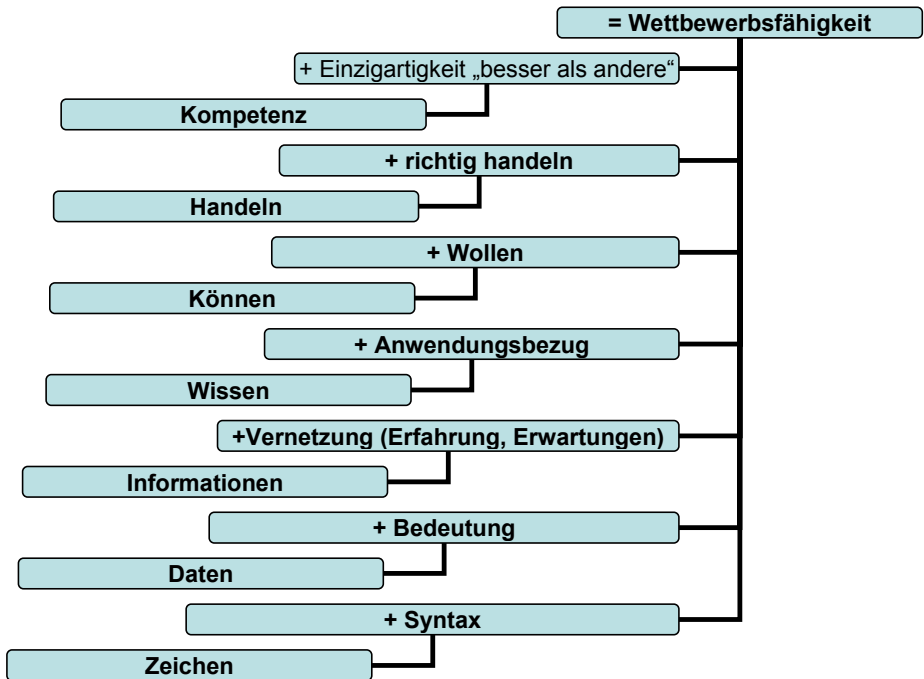 = Wettbewerbsfähigkeit
+ Einzigartigkeit „besser als andere“
Kompetenz
+ richtig handeln
Handeln
+ Wollen
Können
+ Anwendungsbezug
Wissen
+Vernetzung (Erfahrung, Erwartungen)
Informationen
+ Bedeutung
Daten
+ Syntax
Zeichen